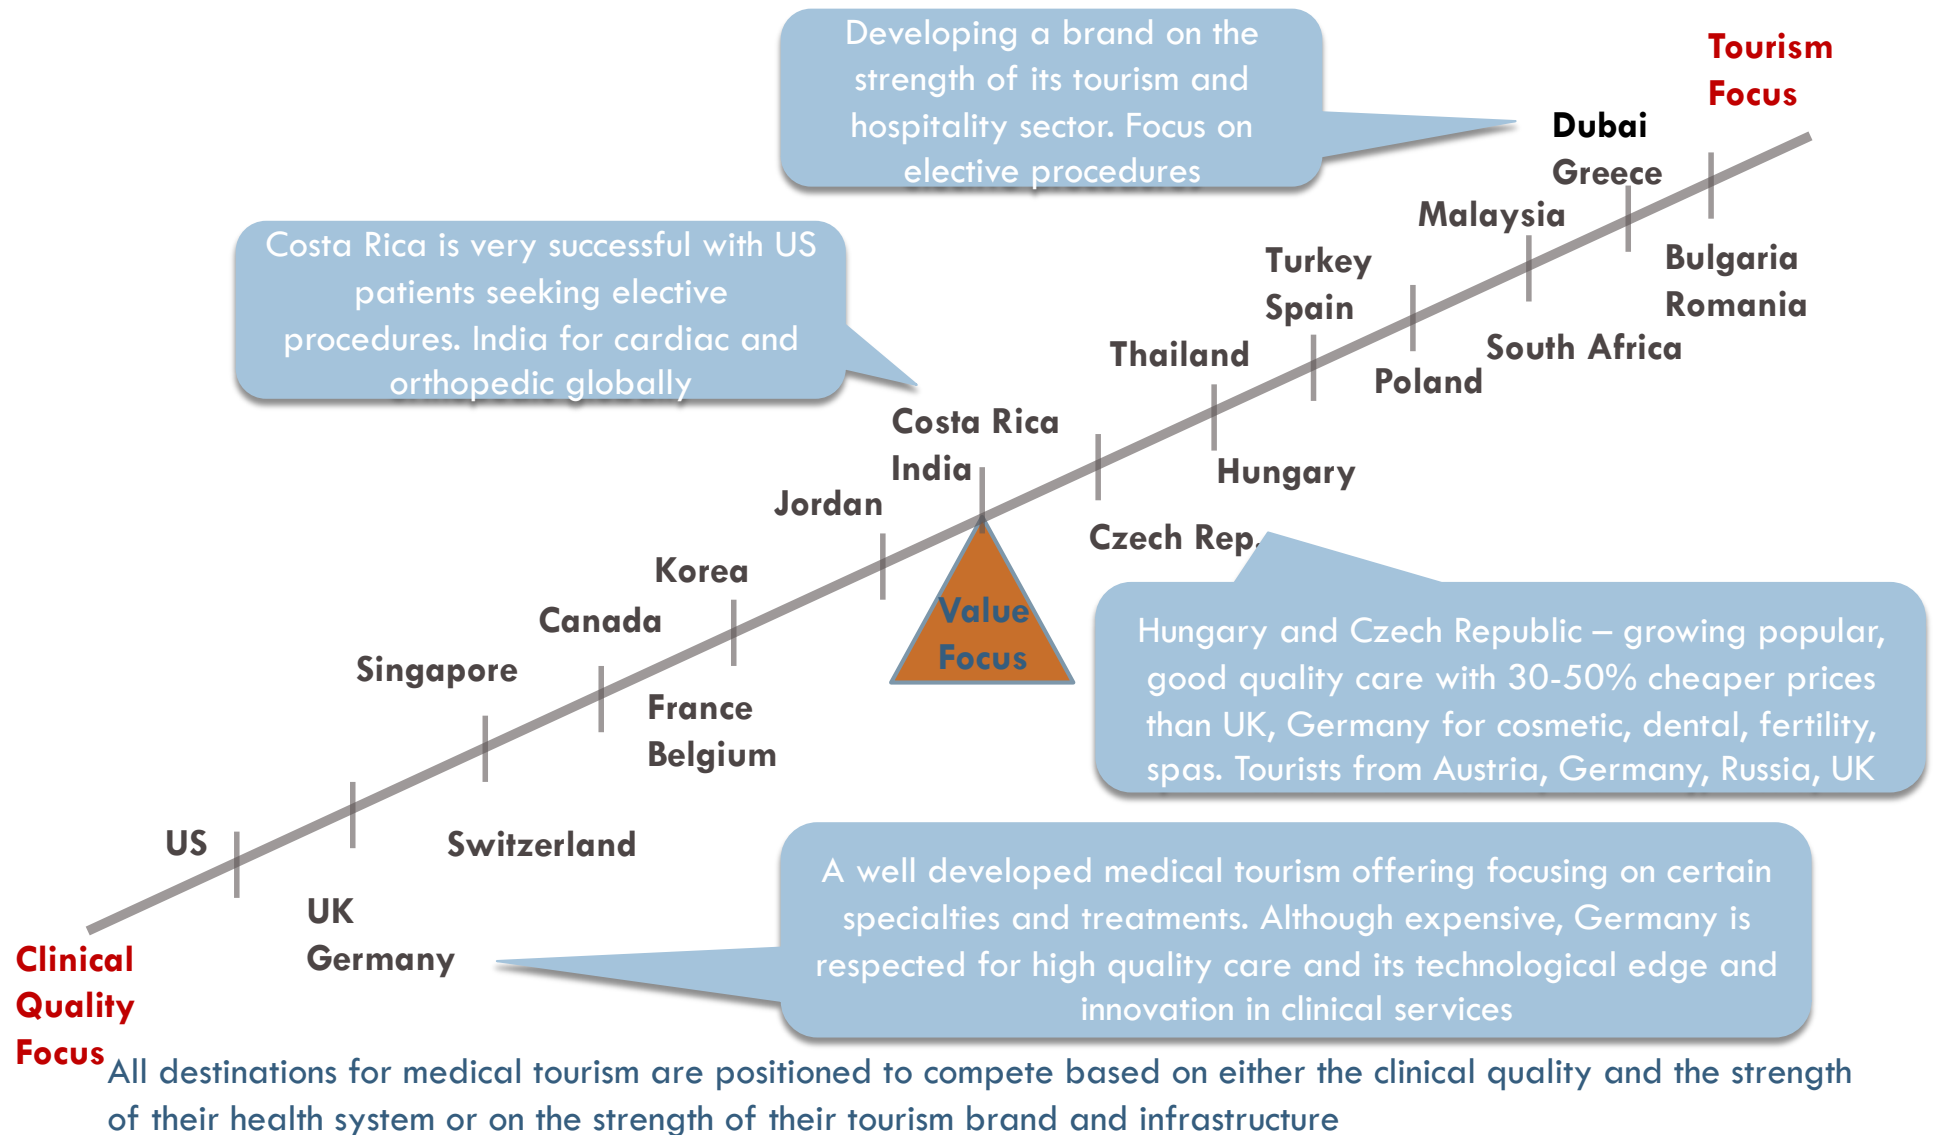 Developing a brand on the
strength of its tourism and
hospitality sector. Focus on
elective procedures
Tourism
Focus
Dubai
Greece
Malaysia
Bulgaria
Romania
Turkey
Spain
South Africa
Thailand
Poland
Costa Rica is very successful with US
patients seeking elective
procedures. India for cardiac and
orthopedic globally
Costa Rica
India
Hungary
Jordan
Czech Rep.
Korea
Canada
Value
Focus
Hungary and Czech Republic – growing popular,
good quality care with 30-50% cheaper prices
than UK, Germany for cosmetic, dental, fertility,
spas. Tourists from Austria, Germany, Russia, UK
Singapore
France
Belgium
US
Switzerland
UK
Germany
A well developed medical tourism offering focusing on certain
specialties and treatments. Although expensive, Germany is
respected for high quality care and its technological edge and
innovation in clinical services
Clinical
Quality
Focus
All destinations for medical tourism are positioned to compete based on either the clinical quality and the strength
of their health system or on the strength of their tourism brand and infrastructure